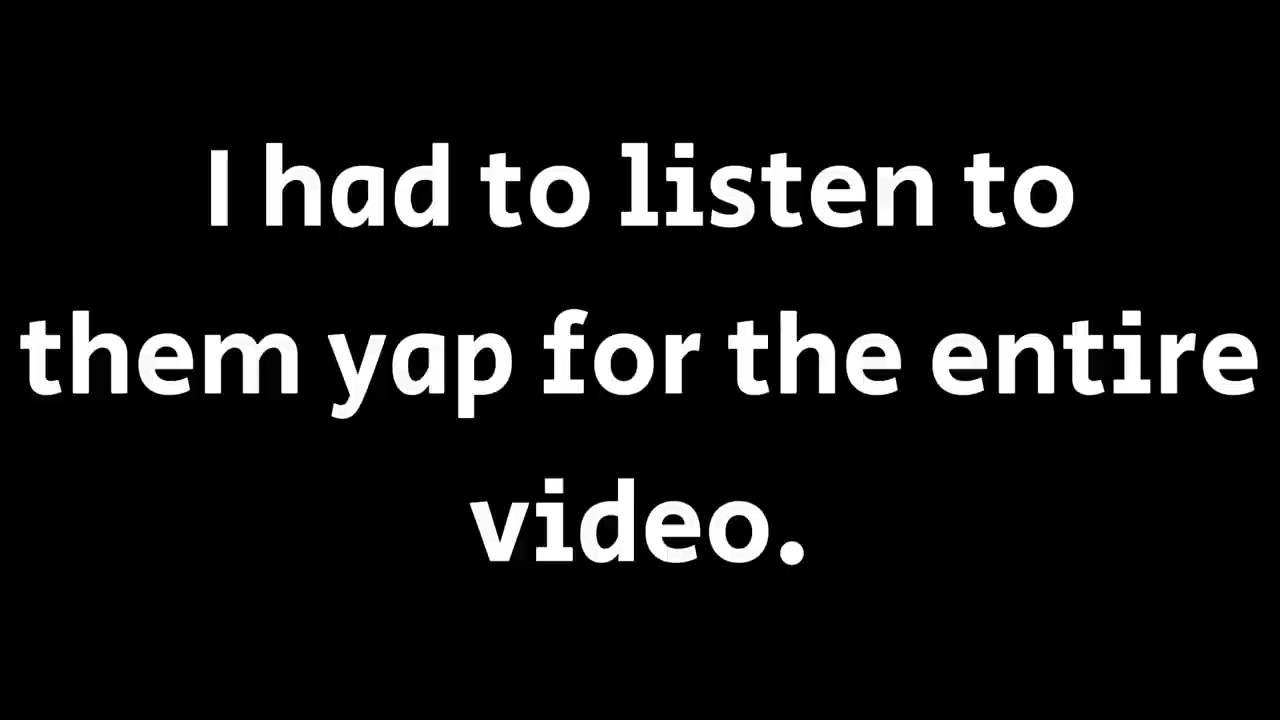 I had to listen to
them yap for the entire
video.